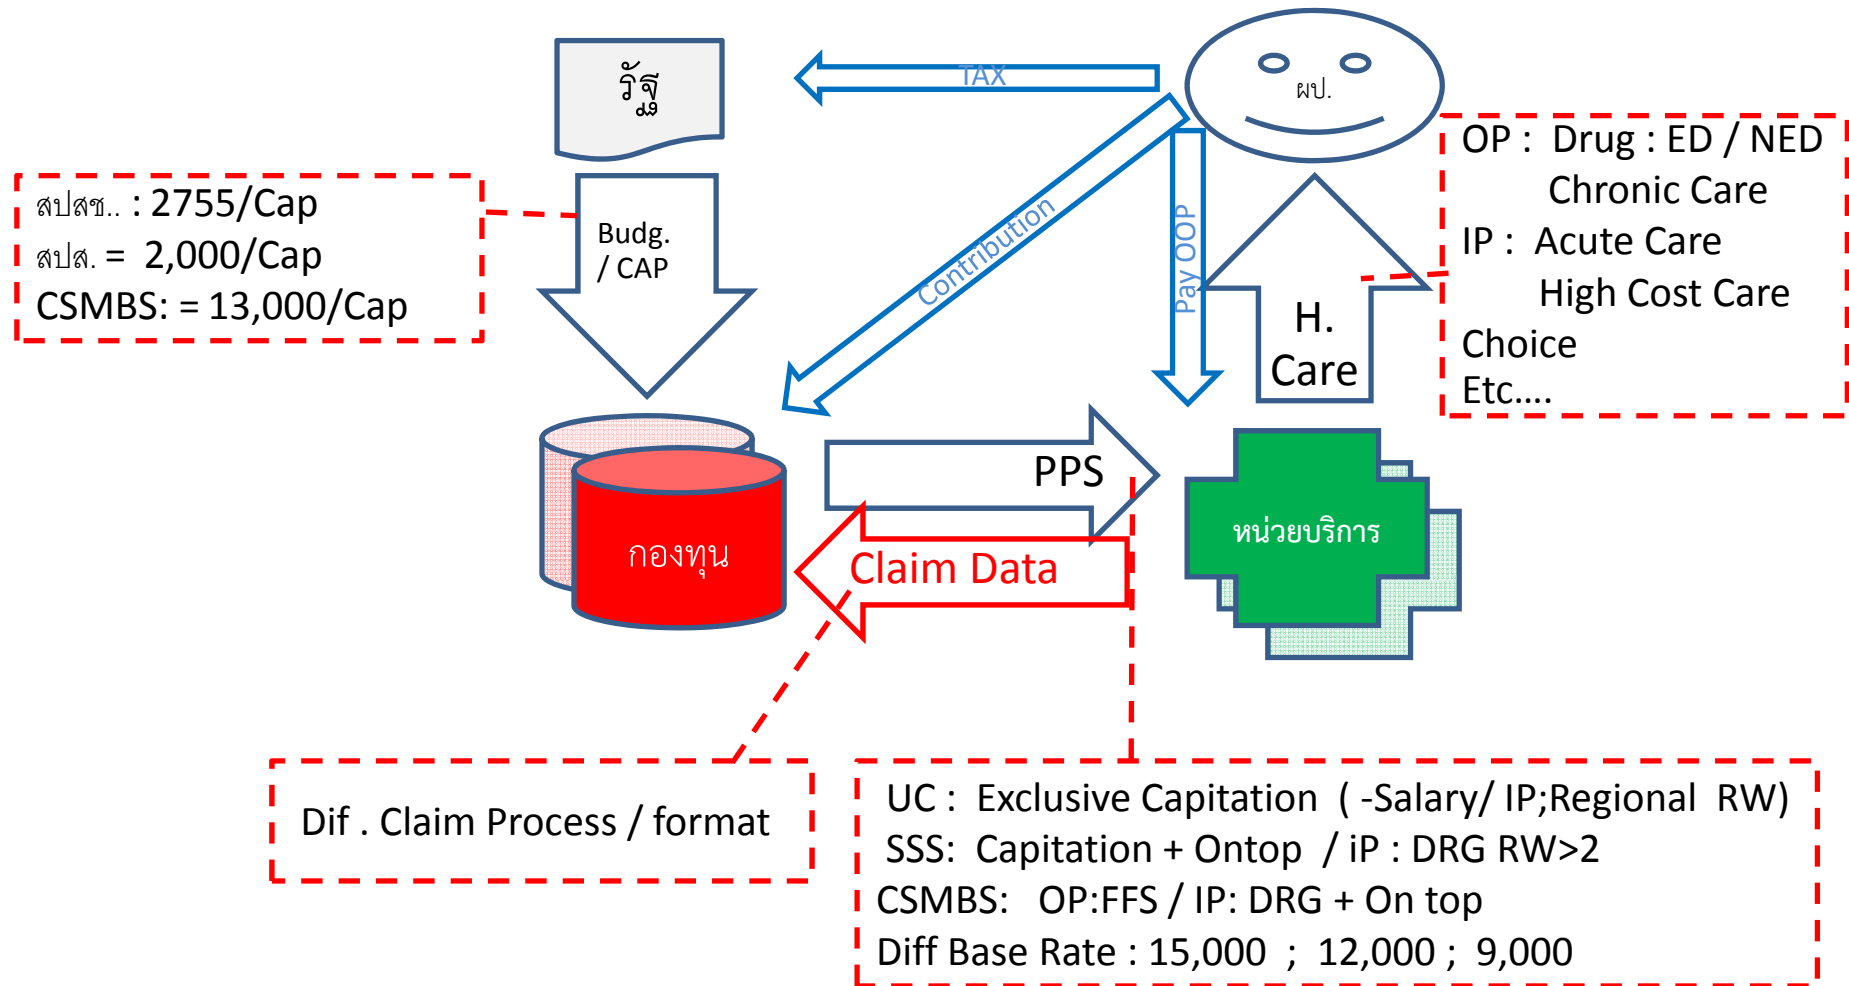 รัฐ
TAX
ผป.
OP : Drug : ED / NED
Chronic Care
IP : Acute Care
High Cost Care
Choice
Etc....
สปสช.. : 2755/Cap
สปส. = 2,000/Cap
CSMBS: = 13,000/Cap
Budg.
/ CAP
Contribution
Pay OOP
H.
Care
PPS
Claim Data
กองทุน
หน่วยบริการ
Dif . Claim Process / format
UC : Exclusive Capitation ( -Salary/ IP;Regional RW)
SSS: Capitation + Ontop / iP : DRG RW>2
CSMBS: OP:FFS / IP: DRG + On top
Diff Base Rate : 15,000 ; 12,000 ; 9,000